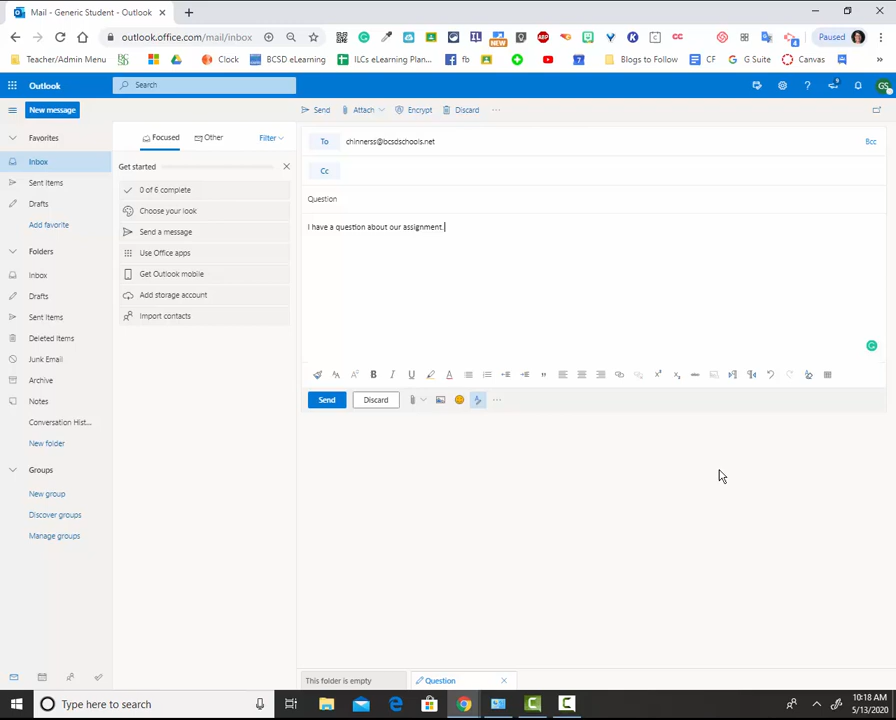 Mail - Generic Student - Outlook
outlook.office.com/mail/inbox
NEW
Paused
Teacher/Admin Menu
Clover
BCSD eLearning
ILCs eLearning Plan...
fb
Blogs to Follow
CF
G Suite
Canvas
Outlook
Search
GS
New message
Send
Attach
Encrypt
Discard
Favorites
Focused
Other
Filter
To
chinnerss@bcsdschools.net
Bcc
Inbox
Get started
Cc
Sent Items
0 of 6 complete
Drafts
Choose your look
Question
Add favorite
Send a message
I have a question about our assignment.
Folders
Use Office apps
Inbox
Get Outlook mobile
Drafts
Add storage account
Sent Items
Import contacts
Deleted Items
Junk Email
Archive
Send
Discard
Notes
Conversation Hist...
New folder
Groups
New group
Discover groups
Manage groups
This folder is empty
Question
Type here to search
10:18 AM
5/13/2020